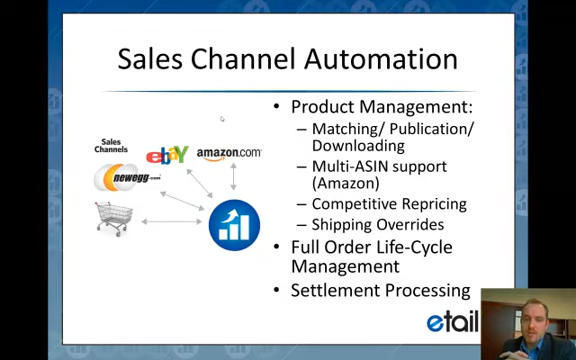 Sales Channel Automation
Sales
Channels
ebay
amazon.com
newegg.com
• Product Management:
– Matching/ Publication/
Downloading
– Multi-ASIN support
(Amazon)
– Competitive Repricing
– Shipping Overrides
• Full Order Life-Cycle
Management
• Settlement Processing
etail